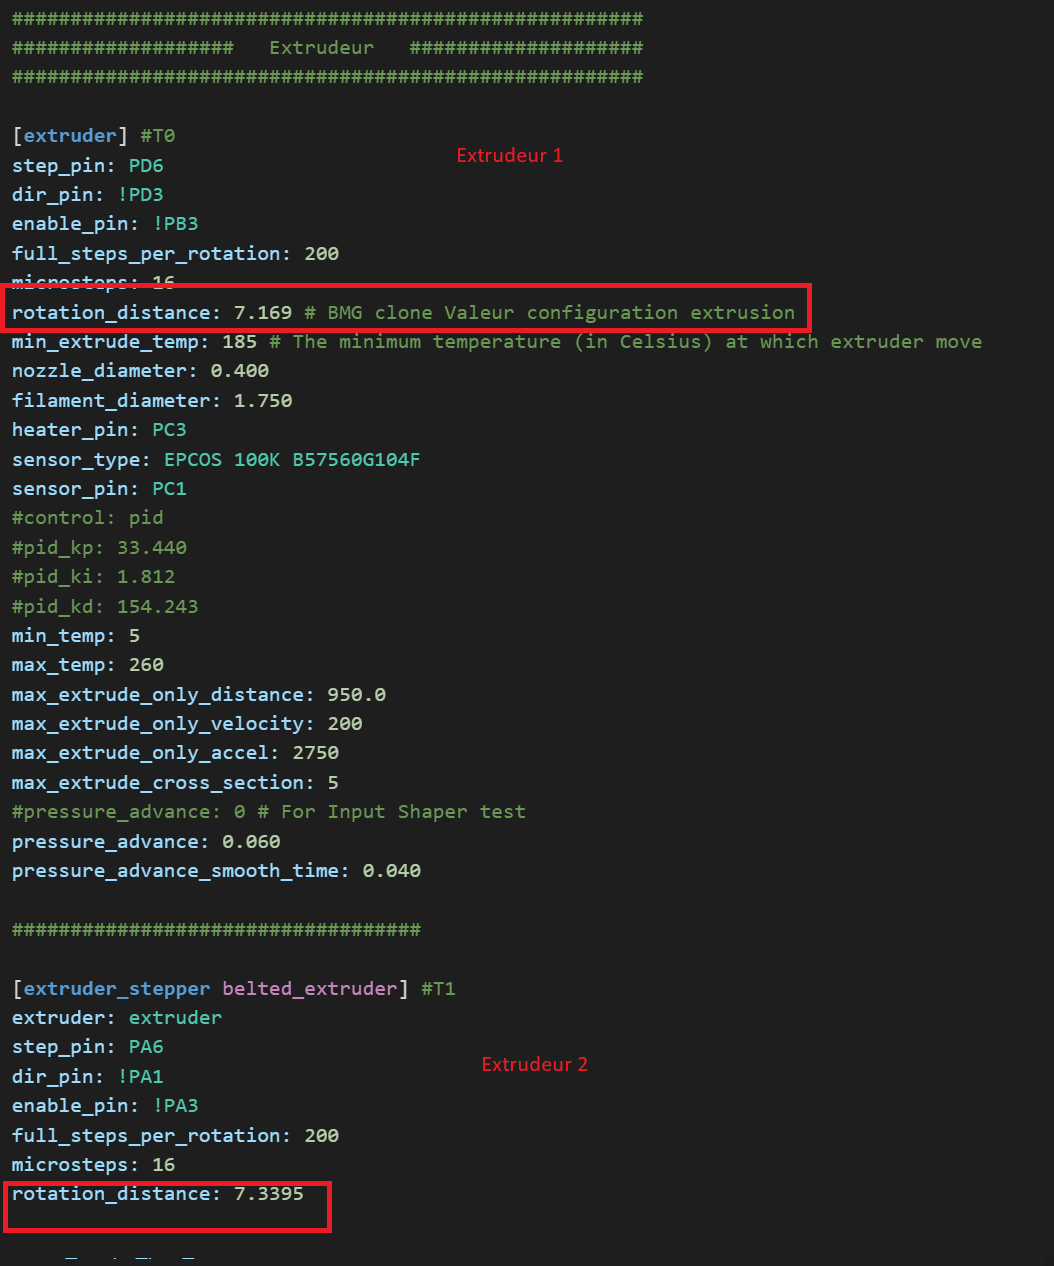 ######################################################
################### Extrudeur ####################
######################################################
[extruder] #T0
Extrudeur 1
step_pin: PD6
dir_pin: !PD3
enable_pin: !PB3
full_steps_per_rotation: 200
microsteps: 16
rotation_distance: 7.169 # BMG clone Valeur configuration extrusion
min_extrude_temp: 185 # The minimum temperature (in Celsius) at which extruder move
nozzle_diameter: 0.400
filament_diameter: 1.750
heater_pin: PC3
sensor_type: EPCOS 100K B57560G104F
sensor_pin: PC1
#control: pid
#pid_kp: 33.440
#pid_ki: 1.812
#pid_kd: 154.243
min_temp: 5
max_temp: 260
max_extrude_only_distance: 950.0
max_extrude_only_velocity: 200
max_extrude_only_accel: 2750
max_extrude_cross_section: 5
#pressure_advance: 0 # For Input Shaper test
pressure_advance: 0.060
pressure_advance_smooth_time: 0.040
###################################
[extruder_stepper belted_extruder] #T1
extruder: extruder
step_pin: PA6
Extrudeur 2
dir_pin: !PA1
enable_pin: !PA3
full_steps_per_rotation: 200
microsteps: 16
rotation_distance: 7.3395